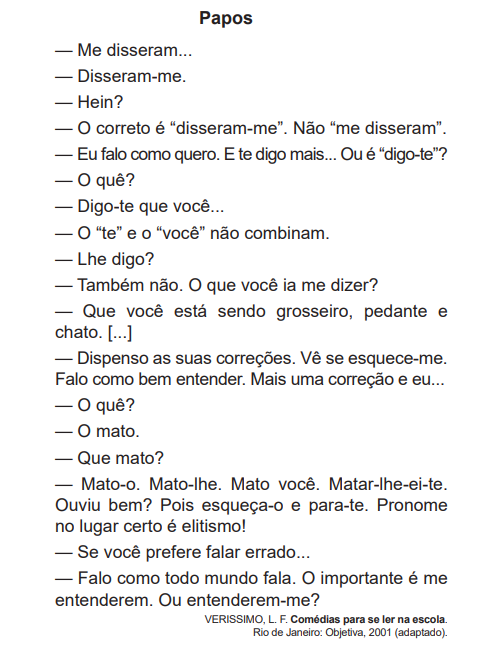 Papos
— Me disseram...
— Disseram-me.
— Hein?
— O correto é “disseram-me”. Não “me disseram”.
— Eu falo como quero. E te digo mais... Ou é “digo-te”?
— O quê?
— Digo-te que você...
— O “te” e o “você” não combinam.
— Lhe digo?
— Também não. O que você ia me dizer?
— Que você está sendo grosseiro, pedante e
chato. [...]
— Dispenso as suas correções. Vê se esquece-me.
Falo como bem entender. Mais uma correção e eu...
— O quê?
— O mato.
— Que mato?
— Mato-o. Mato-lhe. Mato você. Matar-lhe-ei-te.
Ouviu bem? Pois esqueça-o e para-te. Pronome
no lugar certo é elitismo!
— Se você prefere falar errado...
— Falo como todo mundo fala. O importante é me
entenderem. Ou entenderem-me?
VERISSIMO, L. F. Comédias para se ler na escola.
Rio de Janeiro: Objetiva, 2001 (adaptado).